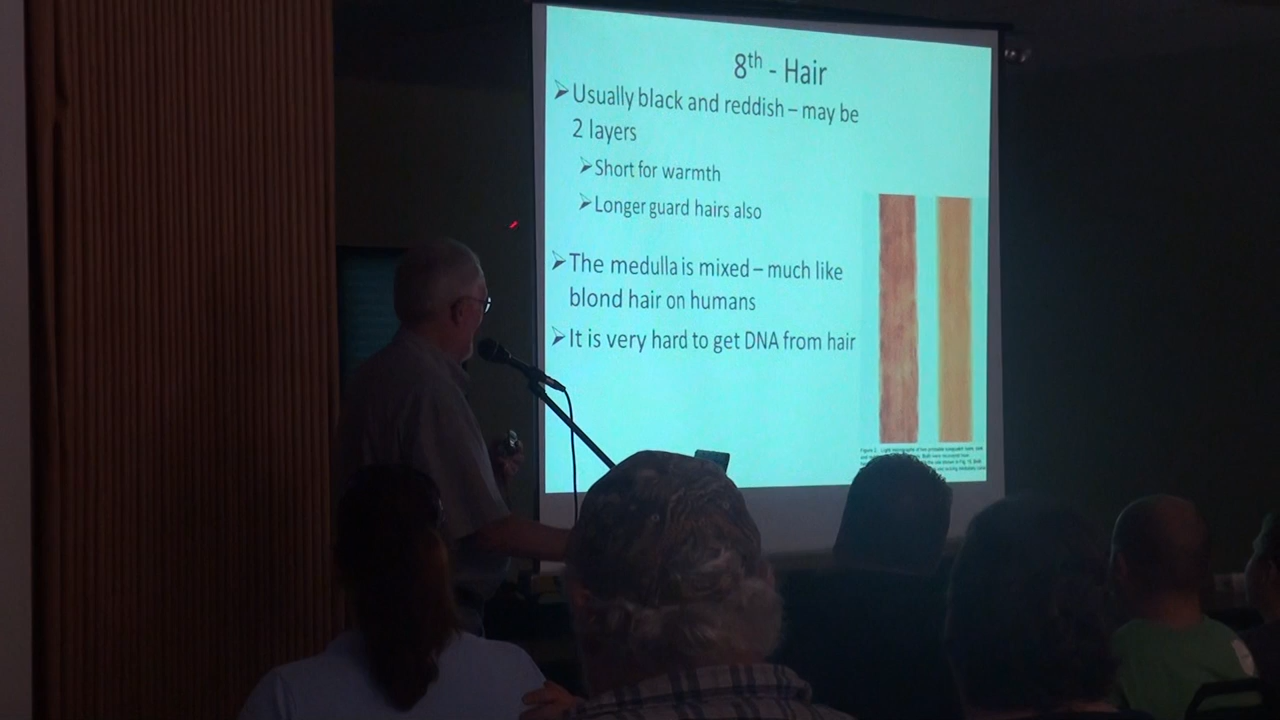 8th - Hair
➢Usually black and reddish – may be
2 layers
➢Short for warmth
➢Longer guard hairs also
➢The medulla is mixed – much like
blond hair on humans
➢It is very hard to get DNA from hair